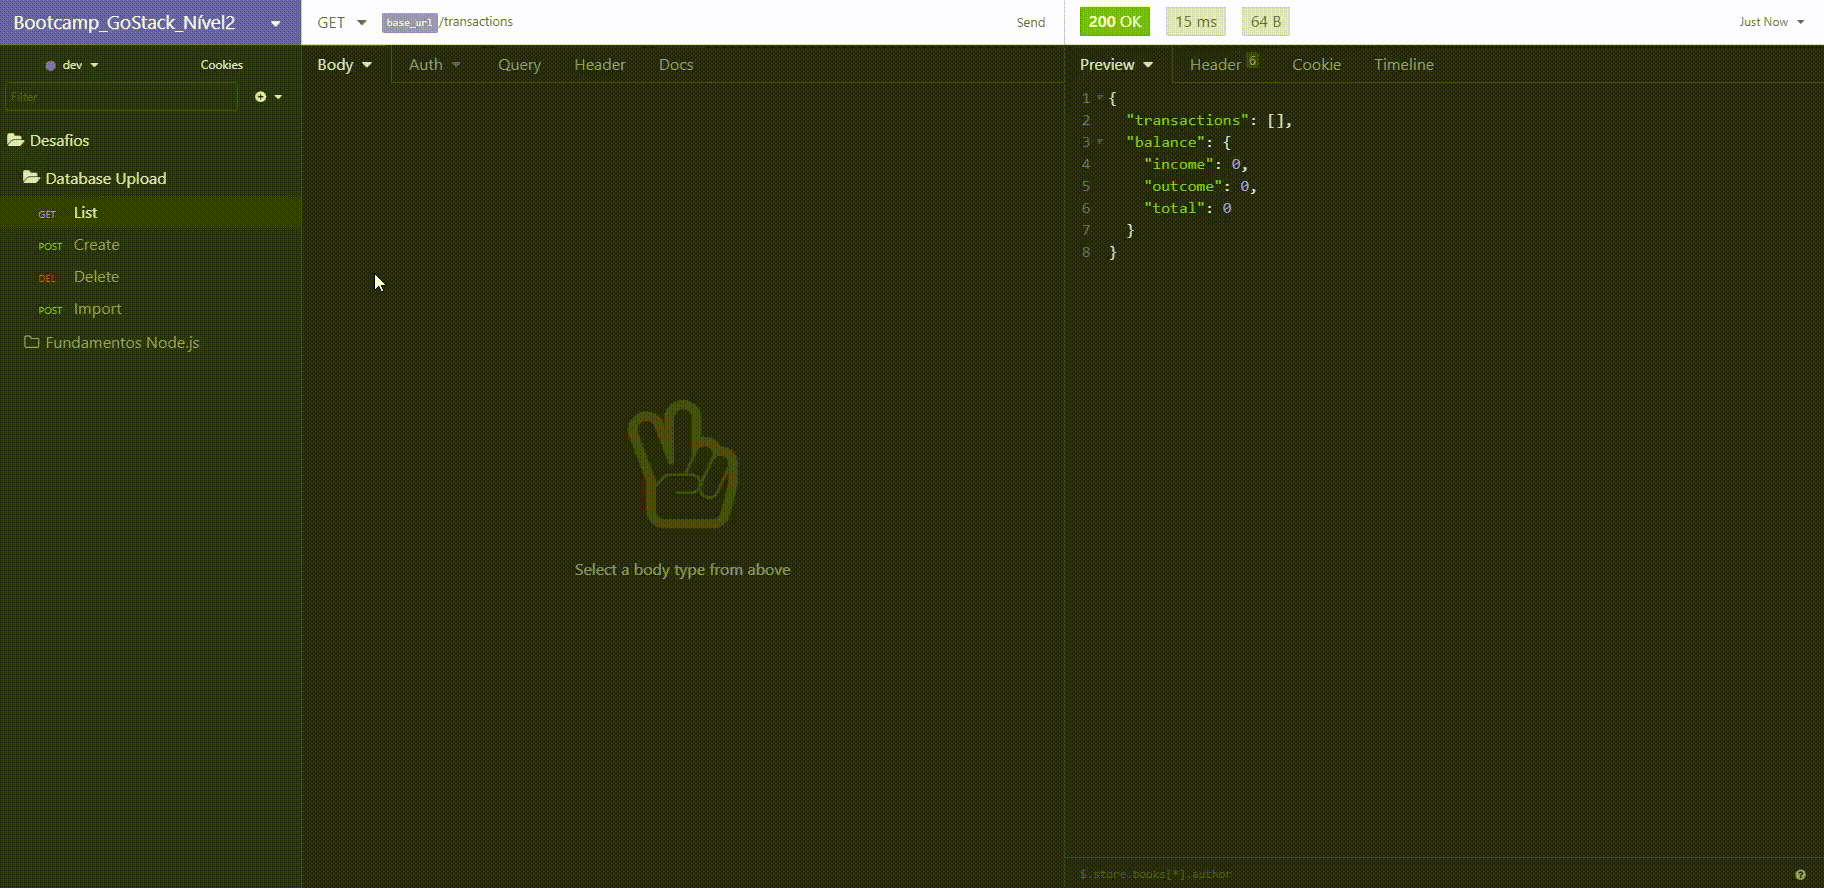 Bootcamp_GoStack_Nível2
GET base_url/transactions Send
200 OK 15 ms 64 B Just Now
dev Cookies
Filter
Desafios
Database Upload
GET List
POST Create
DEL Delete
POST Import
Fundamentos Node.js
Body Auth Query Header Docs
Select a body type from above
Preview Header 6 Cookie Timeline
1 {
2 "transactions": [],
3 "balance": {
4 "income": 0,
5 "outcome": 0,
6 "total": 0
7 }
8 }
$.store.books[*].author